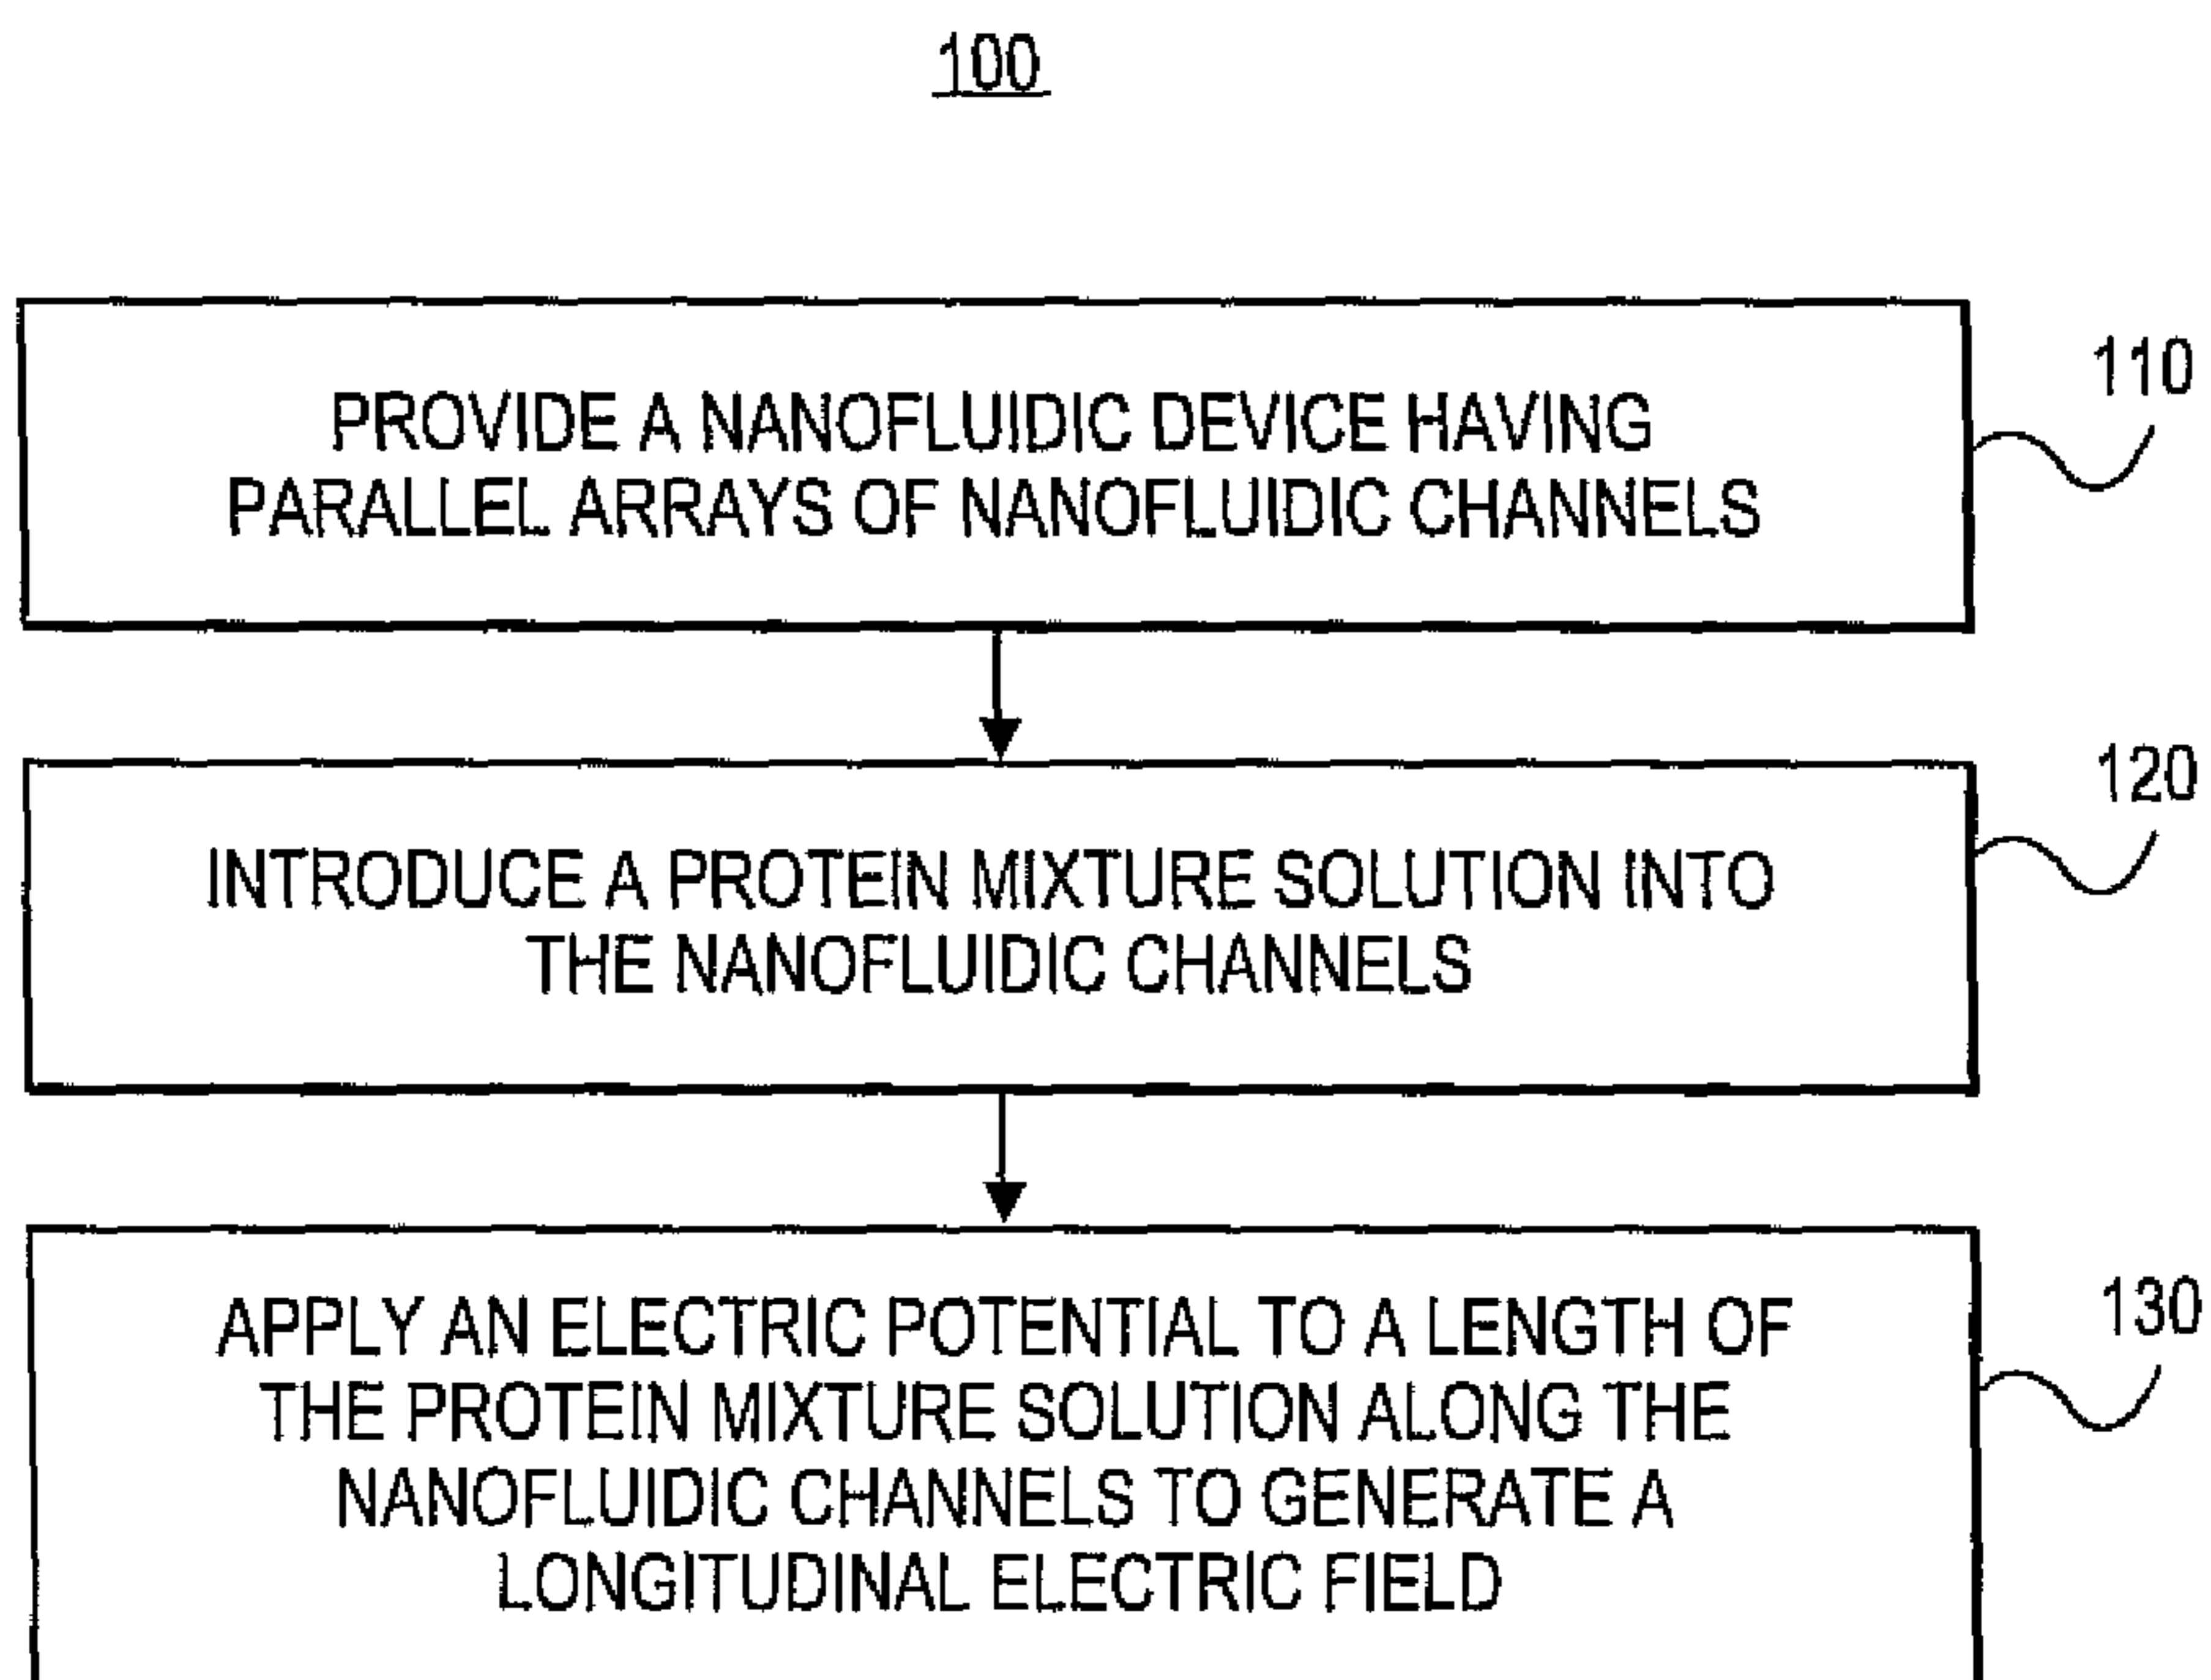 100
PROVIDE A NANOFLUIDIC DEVICE HAVING
PARALLEL ARRAYS OF NANOFLUIDIC CHANNELS
110
INTRODUCE A PROTEIN MIXTURE SOLUTION INTO
THE NANOFLUIDIC CHANNELS
120
APPLY AN ELECTRIC POTENTIAL TO A LENGTH OF
THE PROTEIN MIXTURE SOLUTION ALONG THE
NANOFLUIDIC CHANNELS TO GENERATE A
LONGITUDINAL ELECTRIC FIELD
130